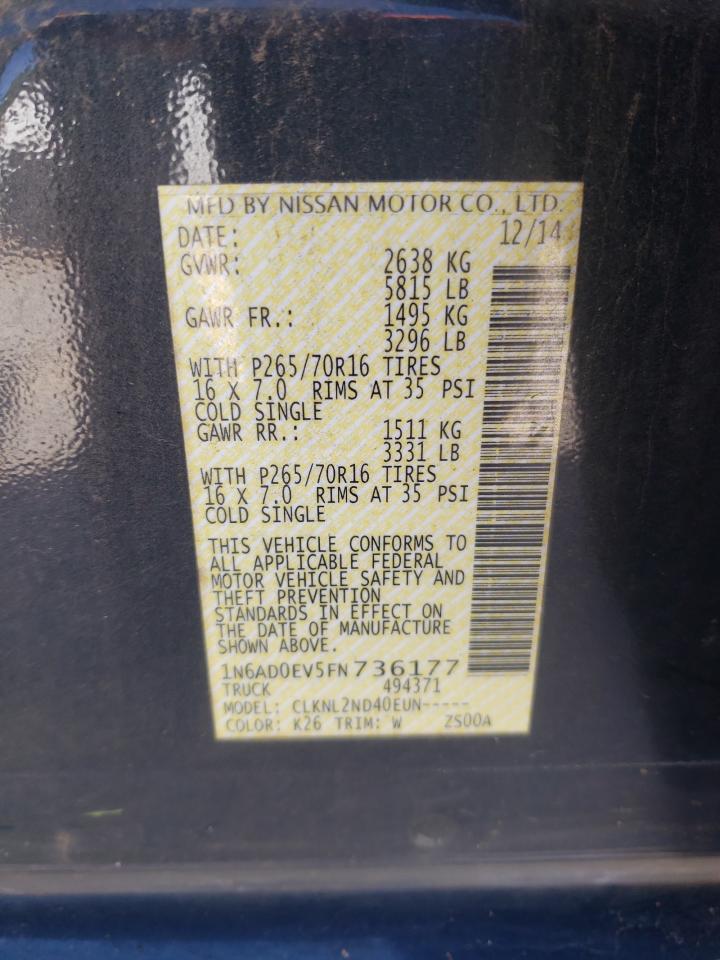 MFD BY NISSAN MOTOR CO., LTD.
DATE: 12/14
GVWR: 2638 KG
5815 LB
GAWR FR.: 1495 KG
3296 LB
WITH P265/70R16 TIRES
16 X 7.0 RIMS AT 35 PSI
COLD SINGLE
GAWR RR.: 1511 KG
3331 LB
WITH P265/70R16 TIRES
16 X 7.0 RIMS AT 35 PSI
COLD SINGLE
THIS VEHICLE CONFORMS TO
ALL APPLICABLE FEDERAL
MOTOR VEHICLE SAFETY AND
THEFT PREVENTION
STANDARDS IN EFFECT ON
THE DATE OF MANUFACTURE
SHOWN ABOVE.
1N6AD0EV5FN736177
TRUCK 494371
MODEL: CLKNL2ND40EUN-----
COLOR: K26 TRIM: W ZS00A